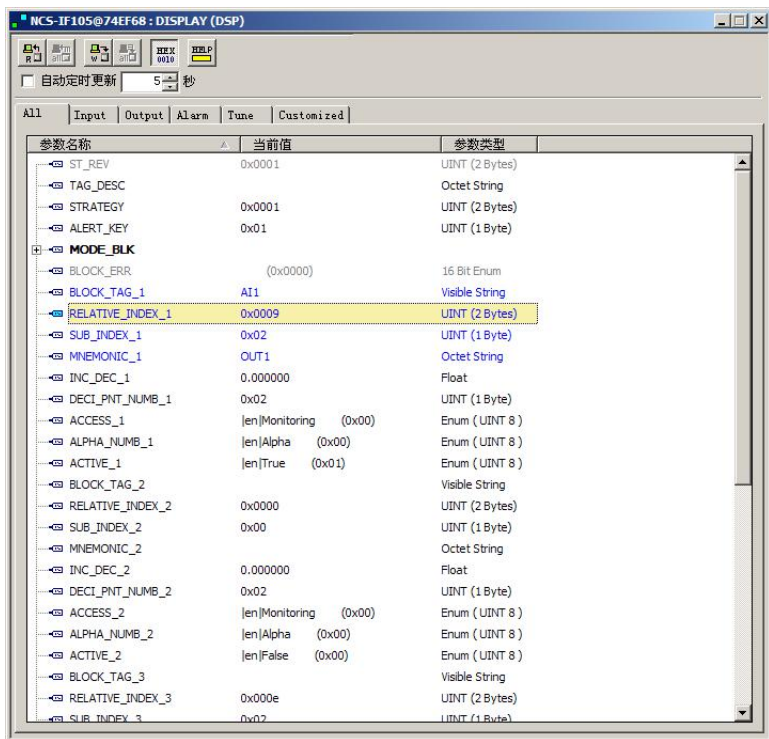 NCS-IF105@74EF68 : DISPLAY (DSP)
R all W all HEX 0010 HELP
自动定时更新 5 秒
All Input Output Alarm Tune Customized
参数名称 当前值 参数类型
ST_REV 0x0001 UINT (2 Bytes)
TAG_DESC Octet String
STRATEGY 0x0001 UINT (2 Bytes)
ALERT_KEY 0x01 UINT (1 Byte)
MODE_BLK
BLOCK_ERR (0x0000) 16 Bit Enum
BLOCK_TAG_1 AI1 Visible String
RELATIVE_INDEX_1 0x0009 UINT (2 Bytes)
SUB_INDEX_1 0x02 UINT (1 Byte)
MNEMONIC_1 OUT1 Octet String
INC_DEC_1 0.000000 Float
DECI_PNT_NUMB_1 0x02 UINT (1 Byte)
ACCESS_1 |en|Monitoring (0x00) Enum ( UINT 8 )
ALPHA_NUMB_1 |en|Alpha (0x00) Enum ( UINT 8 )
ACTIVE_1 |en|True (0x01) Enum ( UINT 8 )
BLOCK_TAG_2 Visible String
RELATIVE_INDEX_2 0x0000 UINT (2 Bytes)
SUB_INDEX_2 0x00 UINT (1 Byte)
MNEMONIC_2 Octet String
INC_DEC_2 0.000000 Float
DECI_PNT_NUMB_2 0x02 UINT (1 Byte)
ACCESS_2 |en|Monitoring (0x00) Enum ( UINT 8 )
ALPHA_NUMB_2 |en|Alpha (0x00) Enum ( UINT 8 )
ACTIVE_2 |en|False (0x00) Enum ( UINT 8 )
BLOCK_TAG_3 Visible String
RELATIVE_INDEX_3 0x000e UINT (2 Bytes)
SUB_INDEX_3 0x02 UINT (1 Byte)